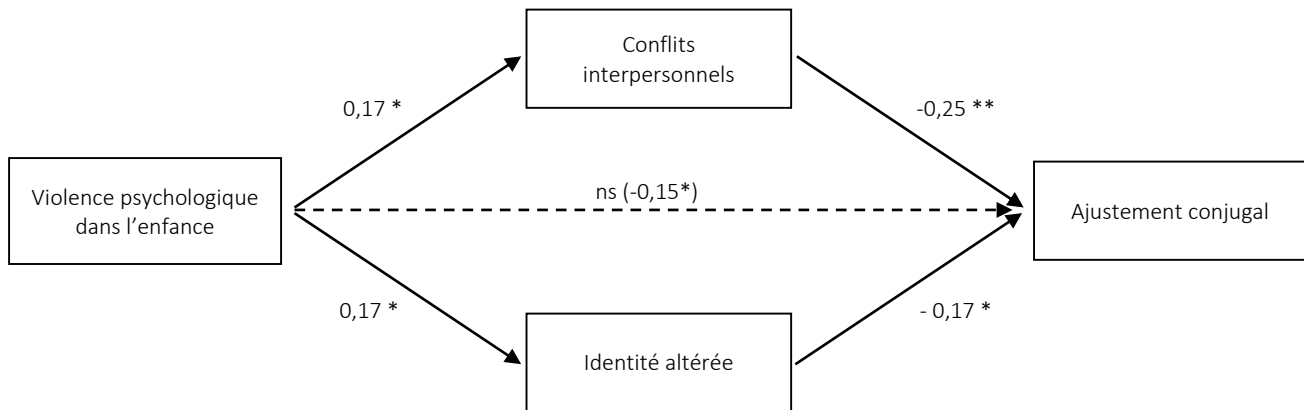 Conflits
interpersonnels
0,17 *
-0,25 **
Violence psychologique
dans l’enfance
ns (-0,15*)
Ajustement conjugal
0,17 *
- 0,17 *
Identité altérée